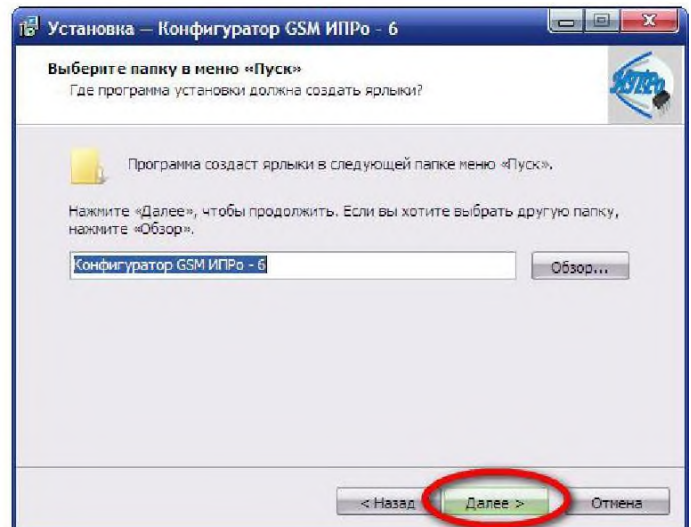 Установка — Конфигуратор GSM ИПРо - 6
Выберите папку в меню «Пуск»
Где программа установки должна создать ярлыки?
ИПРо
Программа создаст ярлыки в следующей папке меню «Пуск».
Нажмите «Далее», чтобы продолжить. Если вы хотите выбрать другую папку,
нажмите «Обзор».
Конфигуратор GSM ИПРо - 6
Обзор...
< Назад
Далее >
Отмена